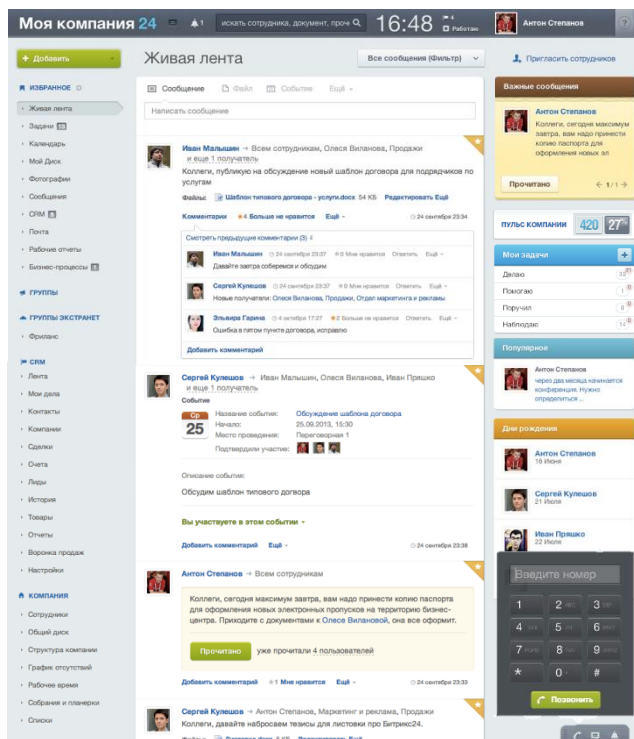 Моя компания 24
1
искать сотрудника, документ, проч
16:48
4
Работаю
Антон Степанов
?
+ Добавить
Живая лента
Все сообщения (Фильтр)
Пригласить сотрудников
ИЗБРАННОЕ
Живая лента
Задачи
Календарь
Мой Диск
Фотографии
Сообщения
CRM
Почта
Рабочие отчеты
Бизнес-процессы
ГРУППЫ
ГРУППЫ ЭКСТРАНЕТ
Фриланс
CRM
Лента
Мои дела
Контакты
Компании
Сделки
Счета
Лиды
История
Товары
Отчеты
Воронка продаж
Настройки
КОМПАНИЯ
Сотрудники
Общий диск
Структура компании
График отсутствий
Рабочее время
Собрания и планерки
Списки
Сообщение Файл Событие Ещё
Написать сообщение
Иван Малышин → Всем сотрудникам, Олеся Виланова, Продажи
и еще 1 получатель
Коллеги, публикую на обсуждение новый шаблон договора для подрядчиков по
услугам
Файлы: Шаблон типового договора - услуги.docx 54 КБ Редактировать Ещё
Комментарии 4 Больше не нравится Ещё 24 сентября 23:34
Смотреть предыдущие комментарии (3)
Иван Малышин 24 сентября 23:37 0 Мне нравится Ответить Ещё
Давайте завтра соберемся и обсудим
Сергей Кулешов 24 сентября 23:37 0 Мне нравится Ответить Ещё
Новые получатели: Олеся Виланова, Продажи, Отдел маркетинга и рекламы
Эльвира Гарина 4 октября 17:27 2 Больше не нравится Ответить Ещё
Ошибка в пятом пункте договора, исправлю
Добавить комментарий
Сергей Кулешов → Иван Малышин, Олеся Виланова, Иван Пряшко
и еще 1 получатель
Событие
Ср
25
Название события: Обсуждение шаблона договора
Начало: 25.09.2013, 15:30
Место проведения: Переговорная 1
Подтвердили участие:
Описание события:
Обсудим шаблон типового догвора
Вы участвуете в этом событии
Добавить комментарий Ещё 24 сентября 23:38
Антон Степанов → Всем сотрудникам
Коллеги, сегодня максимум завтра, вам надо принести копию паспорта
для оформления новых электронных пропусков на территорию бизнес-
центра. Приходите с документами к Олесе Вилановой, она все оформит.
Прочитано уже прочитали 4 пользователей
Добавить комментарий 1 Мне нравится Ещё 24 сентября 23:33
Сергей Кулешов → Антон Степанов, Маркетинг и реклама, Продажи
Коллеги, давайте набросаем тезисы для листовки про Битрикс24.
Важные сообщения
Антон Степанов
Коллеги, сегодня максимум
завтра, вам надо принести
копию паспорта для
оформления новых эл
Прочитано
1/1
ПУЛЬС КОМПАНИИ 420 27%
Мои задачи +
Делаю
Помогаю
Поручил
Наблюдаю
Популярное
Антон Степанов
через два месяца начинается
конференция. Нужно
определиться ...
Дни рождения
Антон Степанов
16 Июня
Сергей Кулешов
21 Июля
Иван Пряшко
22 Июля
Введите номер
1 2 ABC 3 DEF
4 5 6
7 8 9
* 0 #
Позвонить